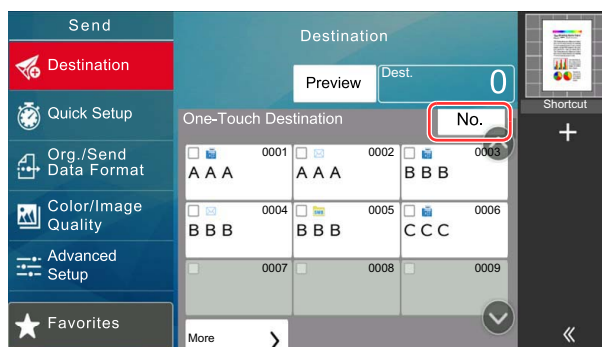 Send
Destination
Quick Setup
Org./Send
Data Format
Color/Image
Quality
Advanced
Setup
Favorites
Destination
Preview
Dest.
0
One-Touch Destination
No.
0001
AAA
0002
AAA
0003
BBB
0004
BBB
0005
BBB
0006
CCC
0007
0008
0009
More
Shortcut